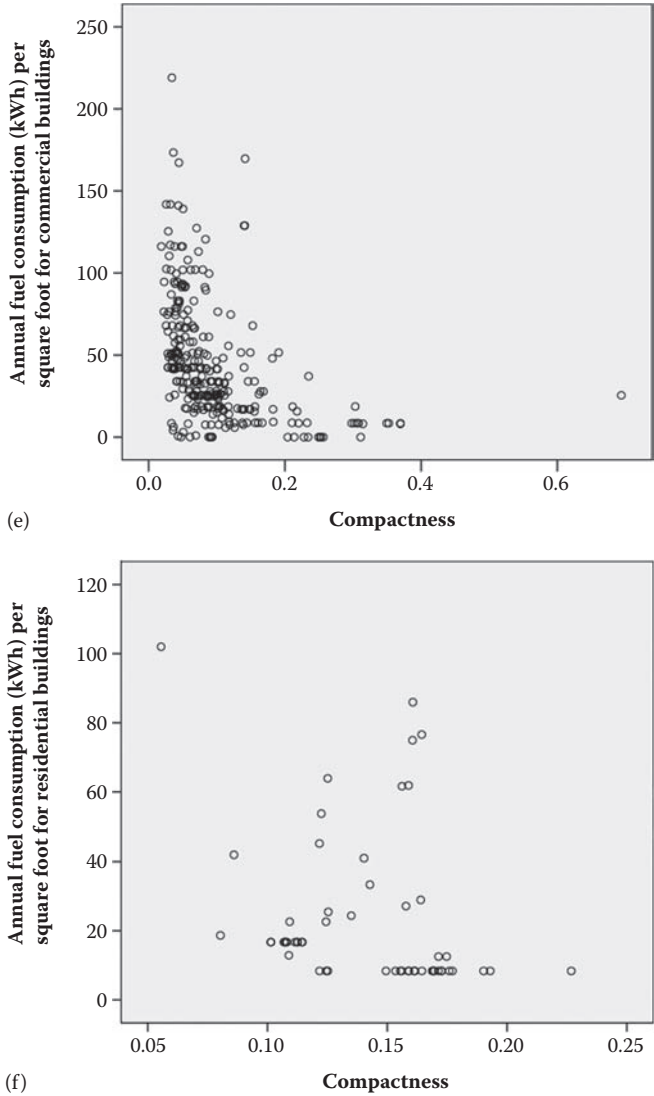 Annual fuel consumption (kWh) per
square foot for commercial buildings
250
200
150
100
50
0
0.0 0.2 0.4 0.6
(e)
Compactness
Annual fuel consumption (kWh) per
square foot for residential buildings
120
100
80
60
40
20
0
0.05 0.10 0.15 0.20 0.25
(f)
Compactness